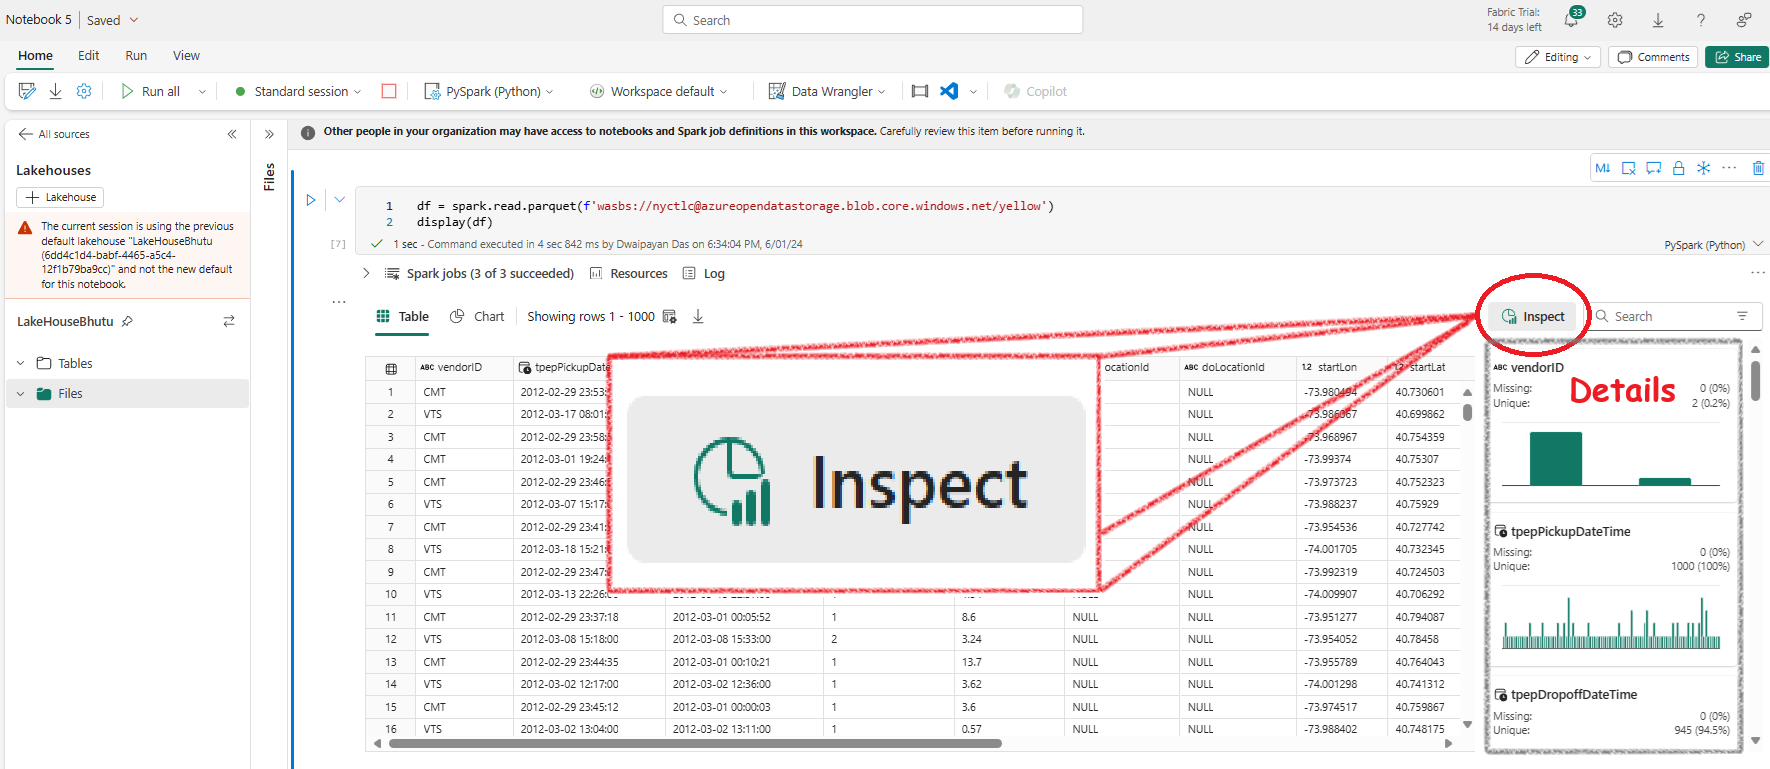 Notebook 5 | Saved
Search
Fabric Trial:
14 days left
33
?
Home Edit Run View
Editing Comments Share
Run all Standard session PySpark (Python) Workspace default Data Wrangler Copilot
All sources
Lakehouses
Lakehouse
The current session is using the previous
default lakehouse "LakeHouseBhutu
(6dd4c1d4-babf-4465-a5c4-
12f1b79ba9cc)" and not the new default
for this notebook.
LakeHouseBhutu
Tables
Files
Files
Other people in your organization may have access to notebooks and Spark job definitions in this workspace. Carefully review this item before running it.
M↓ ...
1 df = spark.read.parquet(f'wasbs://nyctlc@azureopendatastorage.blob.core.windows.net/yellow')
2 display(df)
[7] 1 sec - Command executed in 4 sec 842 ms by Dwaipayan Das on 6:34:04 PM, 6/01/24
PySpark (Python)
Spark jobs (3 of 3 succeeded) Resources Log
Table Chart Showing rows 1 - 1000
Inspect Search
ABC vendorID tpepPickupDate ocationId ABC doLocationId 1.2 startLon 1.2 startLat
1 CMT 2012-02-29 23:53: NULL -73.980494 40.730601
2 VTS 2012-03-17 08:01: NULL -73.986067 40.699862
3 CMT 2012-02-29 23:58: NULL -73.968967 40.754359
4 CMT 2012-03-01 19:24 NULL -73.99374 40.75307
5 CMT 2012-02-29 23:46: NULL -73.973723 40.752323
6 VTS 2012-03-07 15:17: NULL -73.988237 40.75929
7 CMT 2012-02-29 23:41: NULL -73.954536 40.727742
8 VTS 2012-03-18 15:21: NULL -74.001705 40.732345
9 CMT 2012-02-29 23:47: NULL -73.992319 40.724503
10 VTS 2012-03-13 22:26: NULL -74.009907 40.706292
11 CMT 2012-02-29 23:37:18 2012-03-01 00:05:52 1 8.6 NULL NULL -73.951277 40.794087
12 VTS 2012-03-08 15:18:00 2012-03-08 15:33:00 2 3.24 NULL NULL -73.954052 40.78458
13 CMT 2012-02-29 23:44:35 2012-03-01 00:10:21 1 13.7 NULL NULL -73.955789 40.764043
14 VTS 2012-03-02 12:17:00 2012-03-02 12:36:00 1 3.62 NULL NULL -74.001298 40.741312
15 CMT 2012-02-29 23:45:12 2012-03-01 00:00:03 1 3.6 NULL NULL -73.974517 40.759867
16 VTS 2012-03-02 13:04:00 2012-03-02 13:11:00 1 0.57 NULL NULL -73.988402 40.748175
Inspect
ABC vendorID
Details
Missing: 0 (0%)
Unique: 2 (0.2%)
tpepPickupDateTime
Missing: 0 (0%)
Unique: 1000 (100%)
tpepDropoffDateTime
Missing: 0 (0%)
Unique: 945 (94.5%)